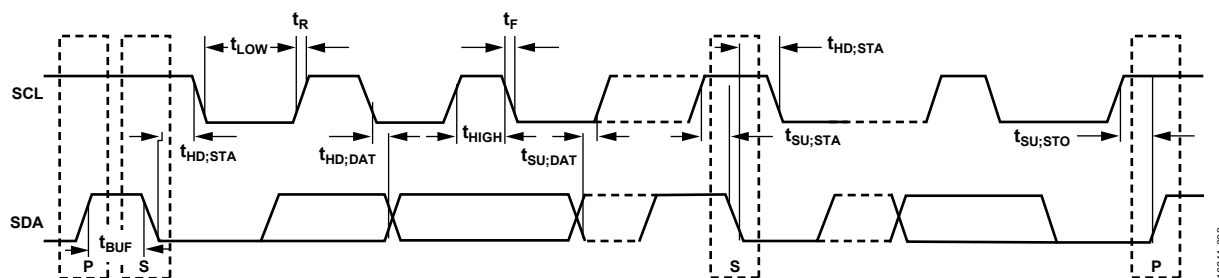 tR
tF
tLOW
tHD;STA
SCL
tHD;STA
tHD;DAT
tHIGH
tSU;DAT
tSU;STA
tSU;STO
SDA
tBUF
P
S
S
P